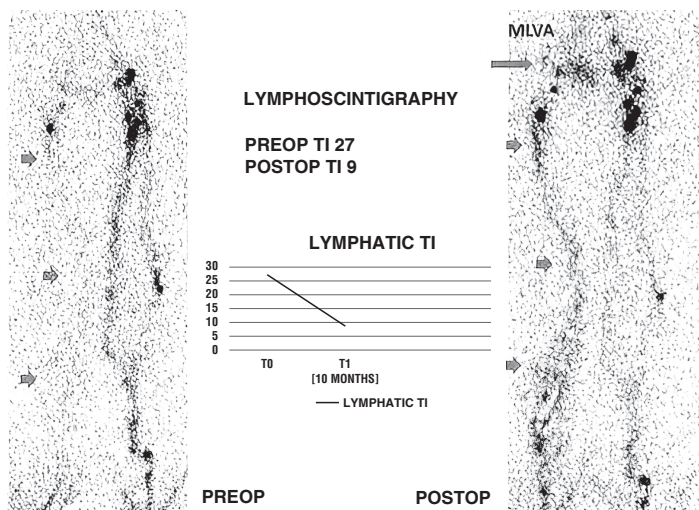 MLVA
LYMPHOSCINTIGRAPHY
PREOP TI 27
POSTOP TI 9
LYMPHATIC TI
30
25
20
15
10
5
0
T0 T1
[10 MONTHS]
LYMPHATIC TI
PREOP POSTOP